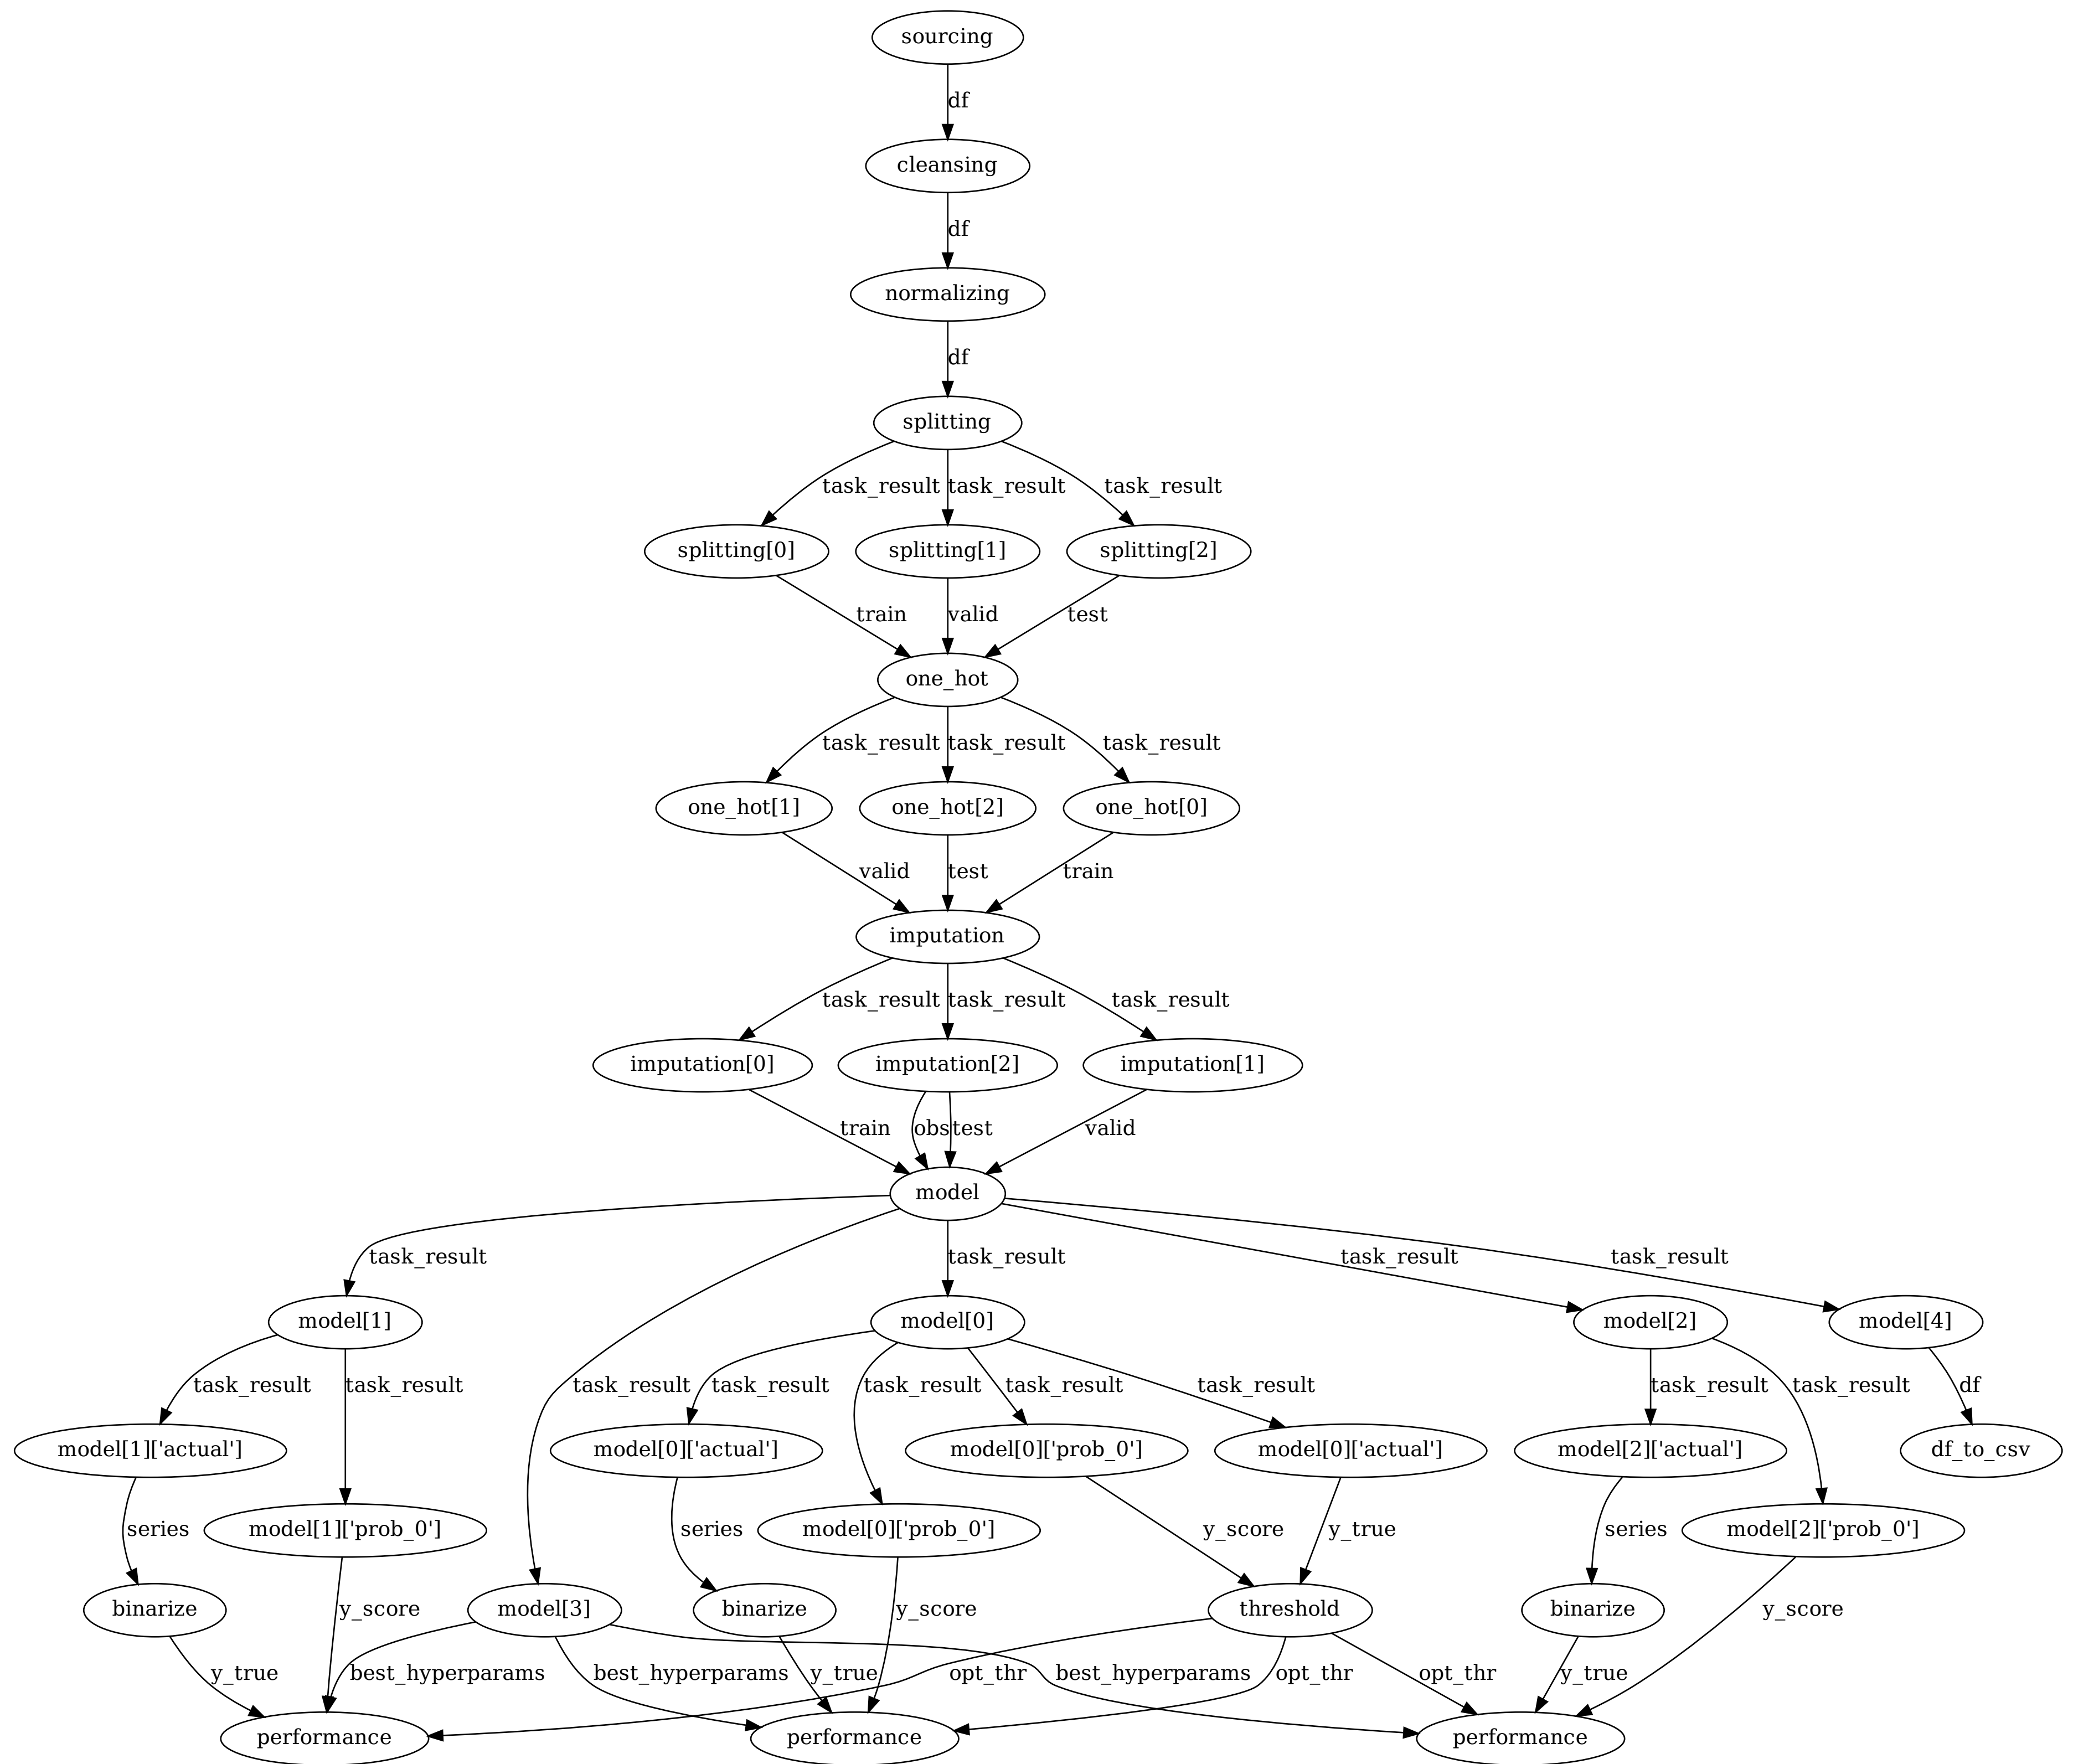 sourcing
df
cleansing
df
normalizing
df
splitting
task_result task_result task_result
splitting[0] splitting[1] splitting[2]
train valid test
one_hot
task_result task_result task_result
one_hot[1] one_hot[2] one_hot[0]
valid test train
imputation
task_result task_result task_result
imputation[0] imputation[2] imputation[1]
train obs test valid
model
task_result task_result task_result task_result
model[1] model[0] model[2] model[4]
task_result task_result task_result task_result task_result task_result task_result task_result task_result df
model[1]['actual'] model[0]['actual'] model[0]['prob_0'] model[0]['actual'] model[2]['actual'] df_to_csv
series model[1]['prob_0'] series model[0]['prob_0'] y_score y_true series model[2]['prob_0']
binarize y_score model[3] binarize y_score threshold binarize y_score
y_true best_hyperparams best_hyperparams y_true opt_thr best_hyperparams opt_thr opt_thr y_true
performance performance performance